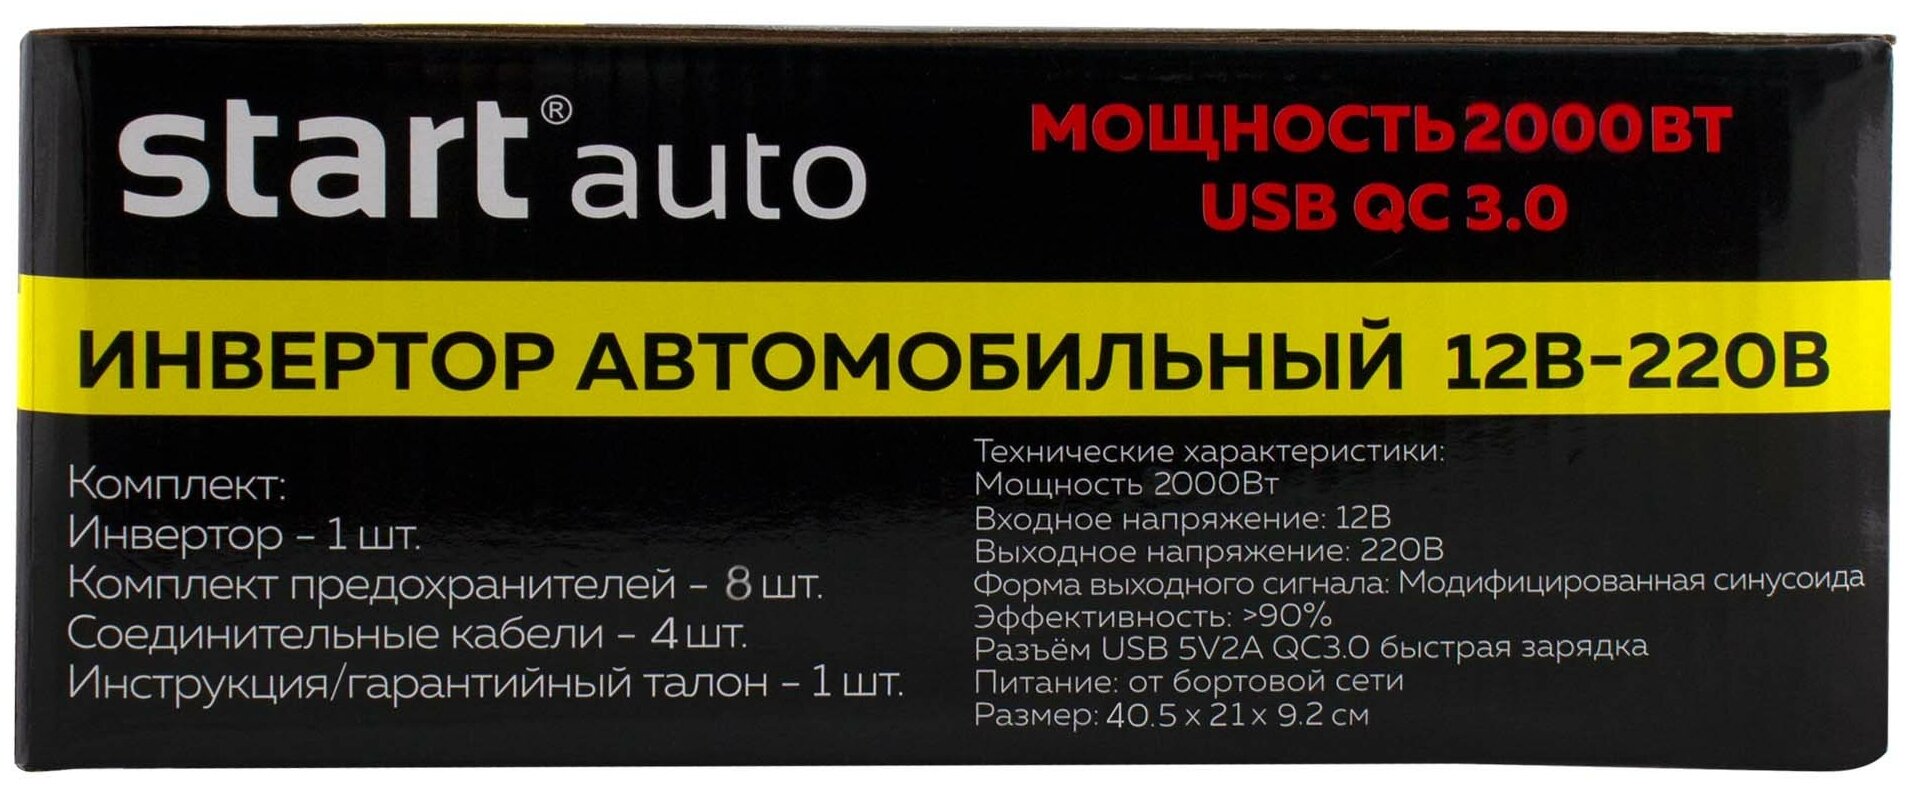 start® auto
МОЩНОСТЬ 2000ВТ
USB QC 3.0
ИНВЕРТОР АВТОМОБИЛЬНЫЙ 12В-220В
Комплект:
Инвертор – 1 шт.
Комплект предохранителей – 8 шт.
Соединительные кабели – 4 шт.
Инструкция/гарантийный талон – 1 шт.
Технические характеристики:
Мощность 2000Вт
Входное напряжение: 12В
Выходное напряжение: 220В
Форма выходного сигнала: Модифицированная синусоида
Эффективность: >90%
Разъём USB 5V2A QC3.0 быстрая зарядка
Питание: от бортовой сети
Размер: 40.5 x 21 x 9.2 см